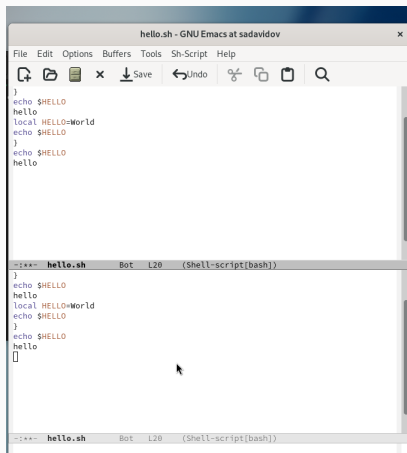 hello.sh - GNU Emacs at sadavidov
File Edit Options Buffers Tools Sh-Script Help
Save Undo
}
echo $HELLO
hello
local HELLO=World
echo $HELLO
}
echo $HELLO
hello
-:**- hello.sh Bot L20 (Shell-script[bash])
}
echo $HELLO
hello
local HELLO=World
echo $HELLO
}
echo $HELLO
hello
-:**- hello.sh Bot L20 (Shell-script[bash])